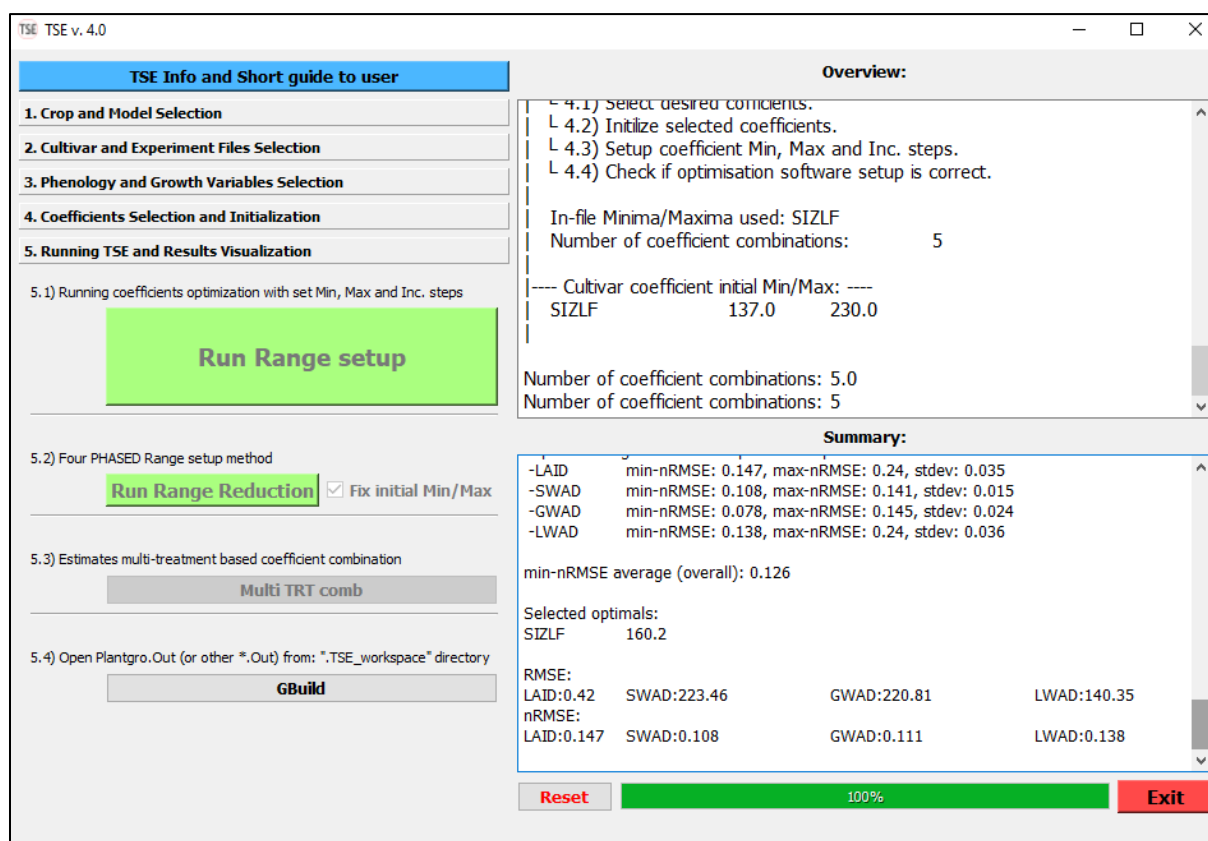 TSE TSE v. 4.0
TSE Info and Short guide to user
1. Crop and Model Selection
2. Cultivar and Experiment Files Selection
3. Phenology and Growth Variables Selection
4. Coefficients Selection and Initialization
5. Running TSE and Results Visualization
5.1) Running coefficients optimization with set Min, Max and Inc. steps
Run Range setup
5.2) Four PHASED Range setup method
Run Range Reduction Fix initial Min/Max
5.3) Estimates multi-treatment based coefficient combination
Multi TRT comb
5.4) Open Plantgro.Out (or other *.Out) from: ".TSE_workspace" directory
GBuild
Overview:
| └ 4.1) Select desired cofficients.
| └ 4.2) Initilize selected coefficients.
| └ 4.3) Setup coefficient Min, Max and Inc. steps.
| └ 4.4) Check if optimisation software setup is correct.
|
| In-file Minima/Maxima used: SIZLF
| Number of coefficient combinations: 5
|
|---- Cultivar coefficient initial Min/Max: ----
| SIZLF 137.0 230.0
|
Number of coefficient combinations: 5.0
Number of coefficient combinations: 5
Summary:
-LAID min-nRMSE: 0.147, max-nRMSE: 0.24, stdev: 0.035
-SWAD min-nRMSE: 0.108, max-nRMSE: 0.141, stdev: 0.015
-GWAD min-nRMSE: 0.078, max-nRMSE: 0.145, stdev: 0.024
-LWAD min-nRMSE: 0.138, max-nRMSE: 0.24, stdev: 0.036
min-nRMSE average (overall): 0.126
Selected optimals:
SIZLF 160.2
RMSE:
LAID:0.42 SWAD:223.46 GWAD:220.81 LWAD:140.35
nRMSE:
LAID:0.147 SWAD:0.108 GWAD:0.111 LWAD:0.138
Reset 100% Exit